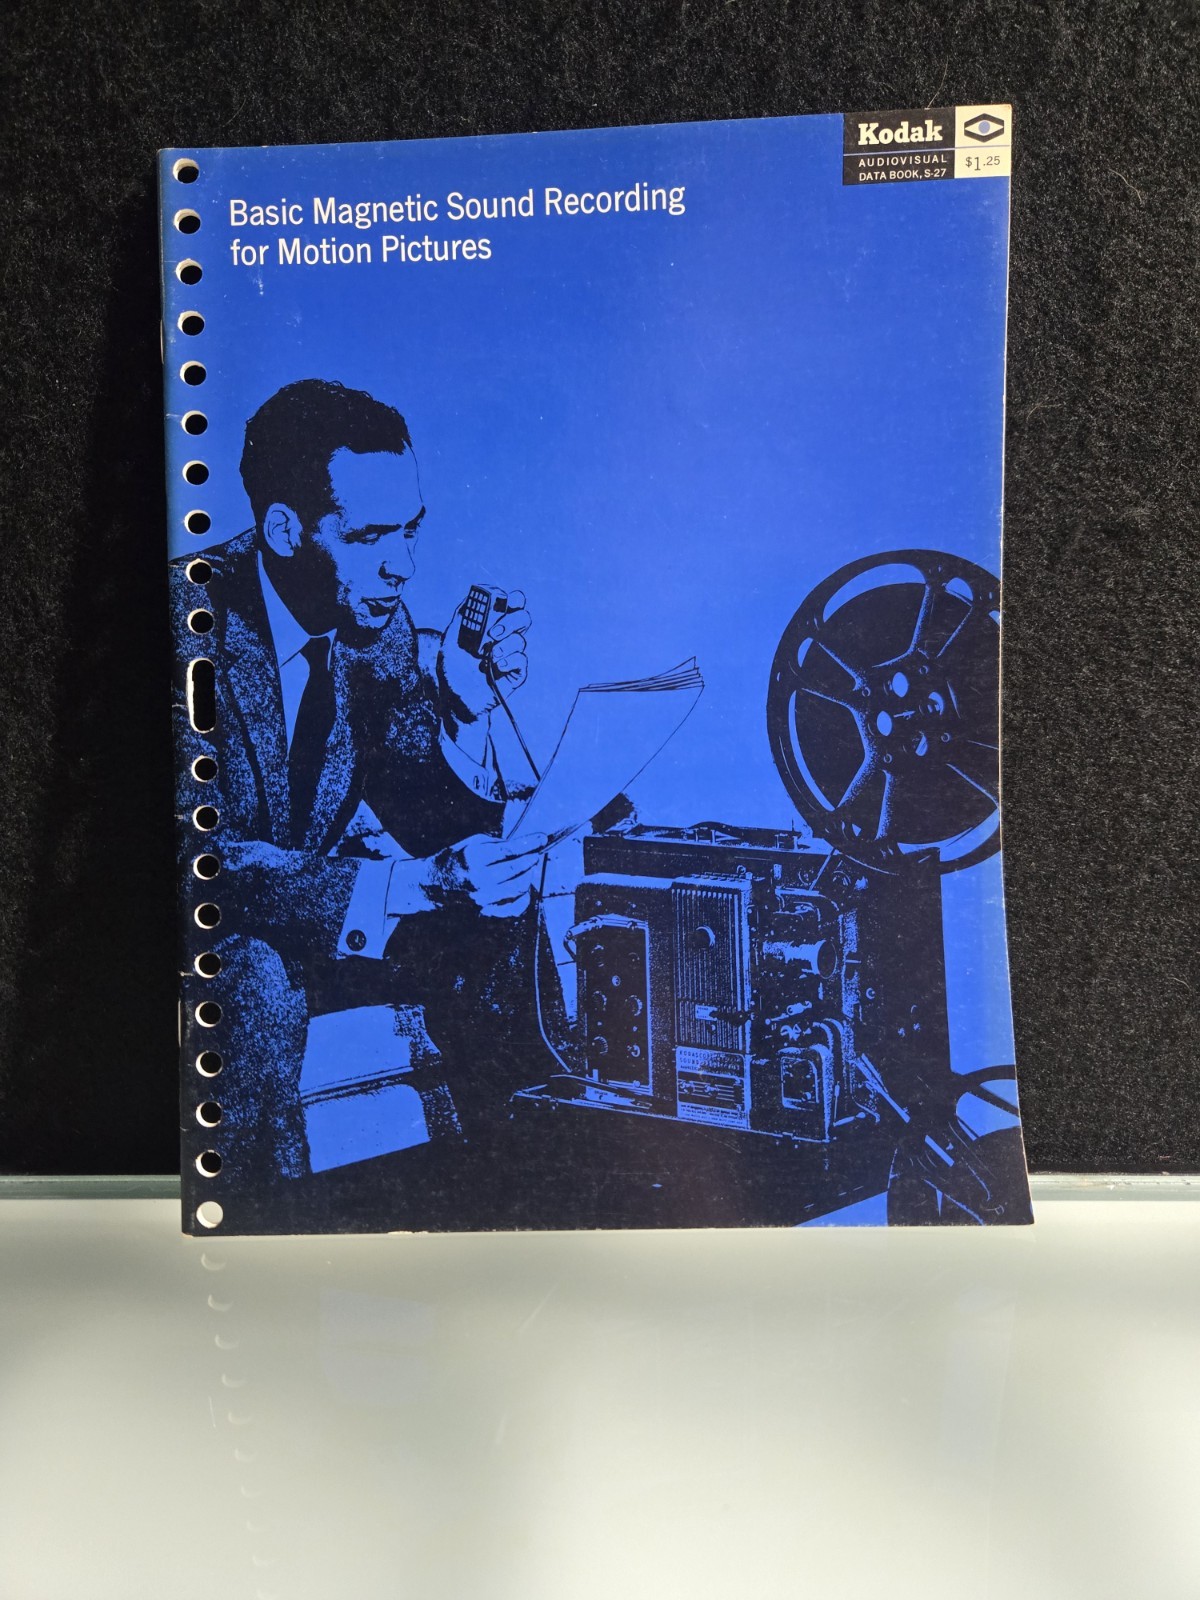 Kodak
$1.25
AUDIOVISUAL
DATA BOOK, S-27
Basic Magnetic Sound Recording
for Motion Pictures